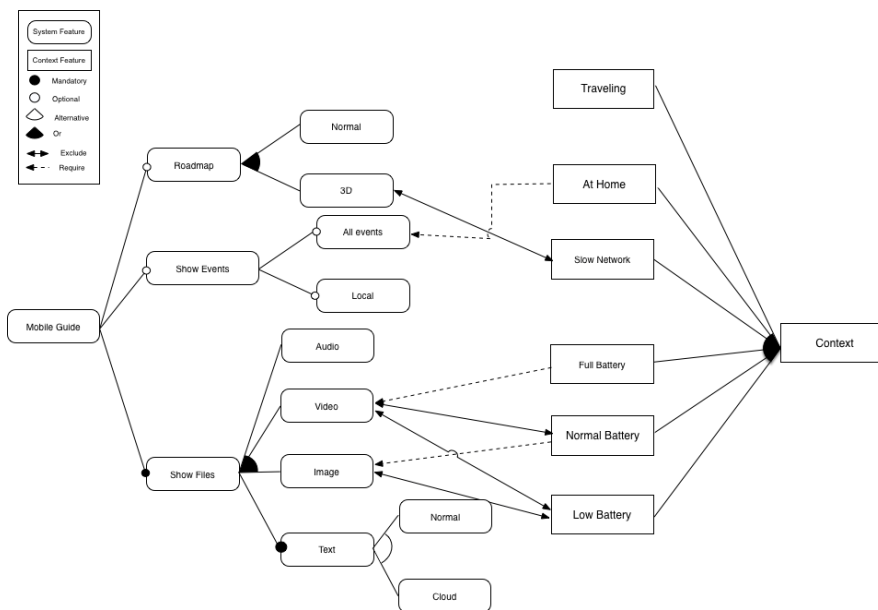 System Feature
Context Feature
Mandatory
Optional
Alternative
Or
Exclude
Require
Traveling
Normal
Roadmap
At Home
3D
All events
Slow Network
Show Events
Local
Mobile Guide
Context
Audio
Full Battery
Video
Normal Battery
Image
Show Files
Normal
Low Battery
Text
Cloud